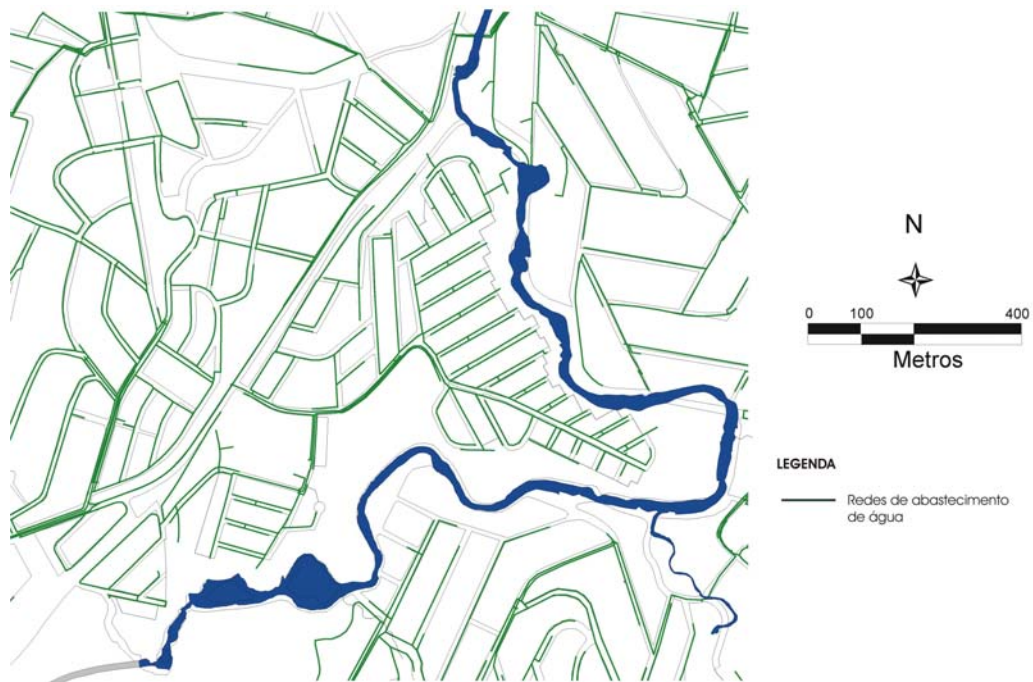 N
0 100 400
Metros
LEGENDA
Redes de abastecimento
de água